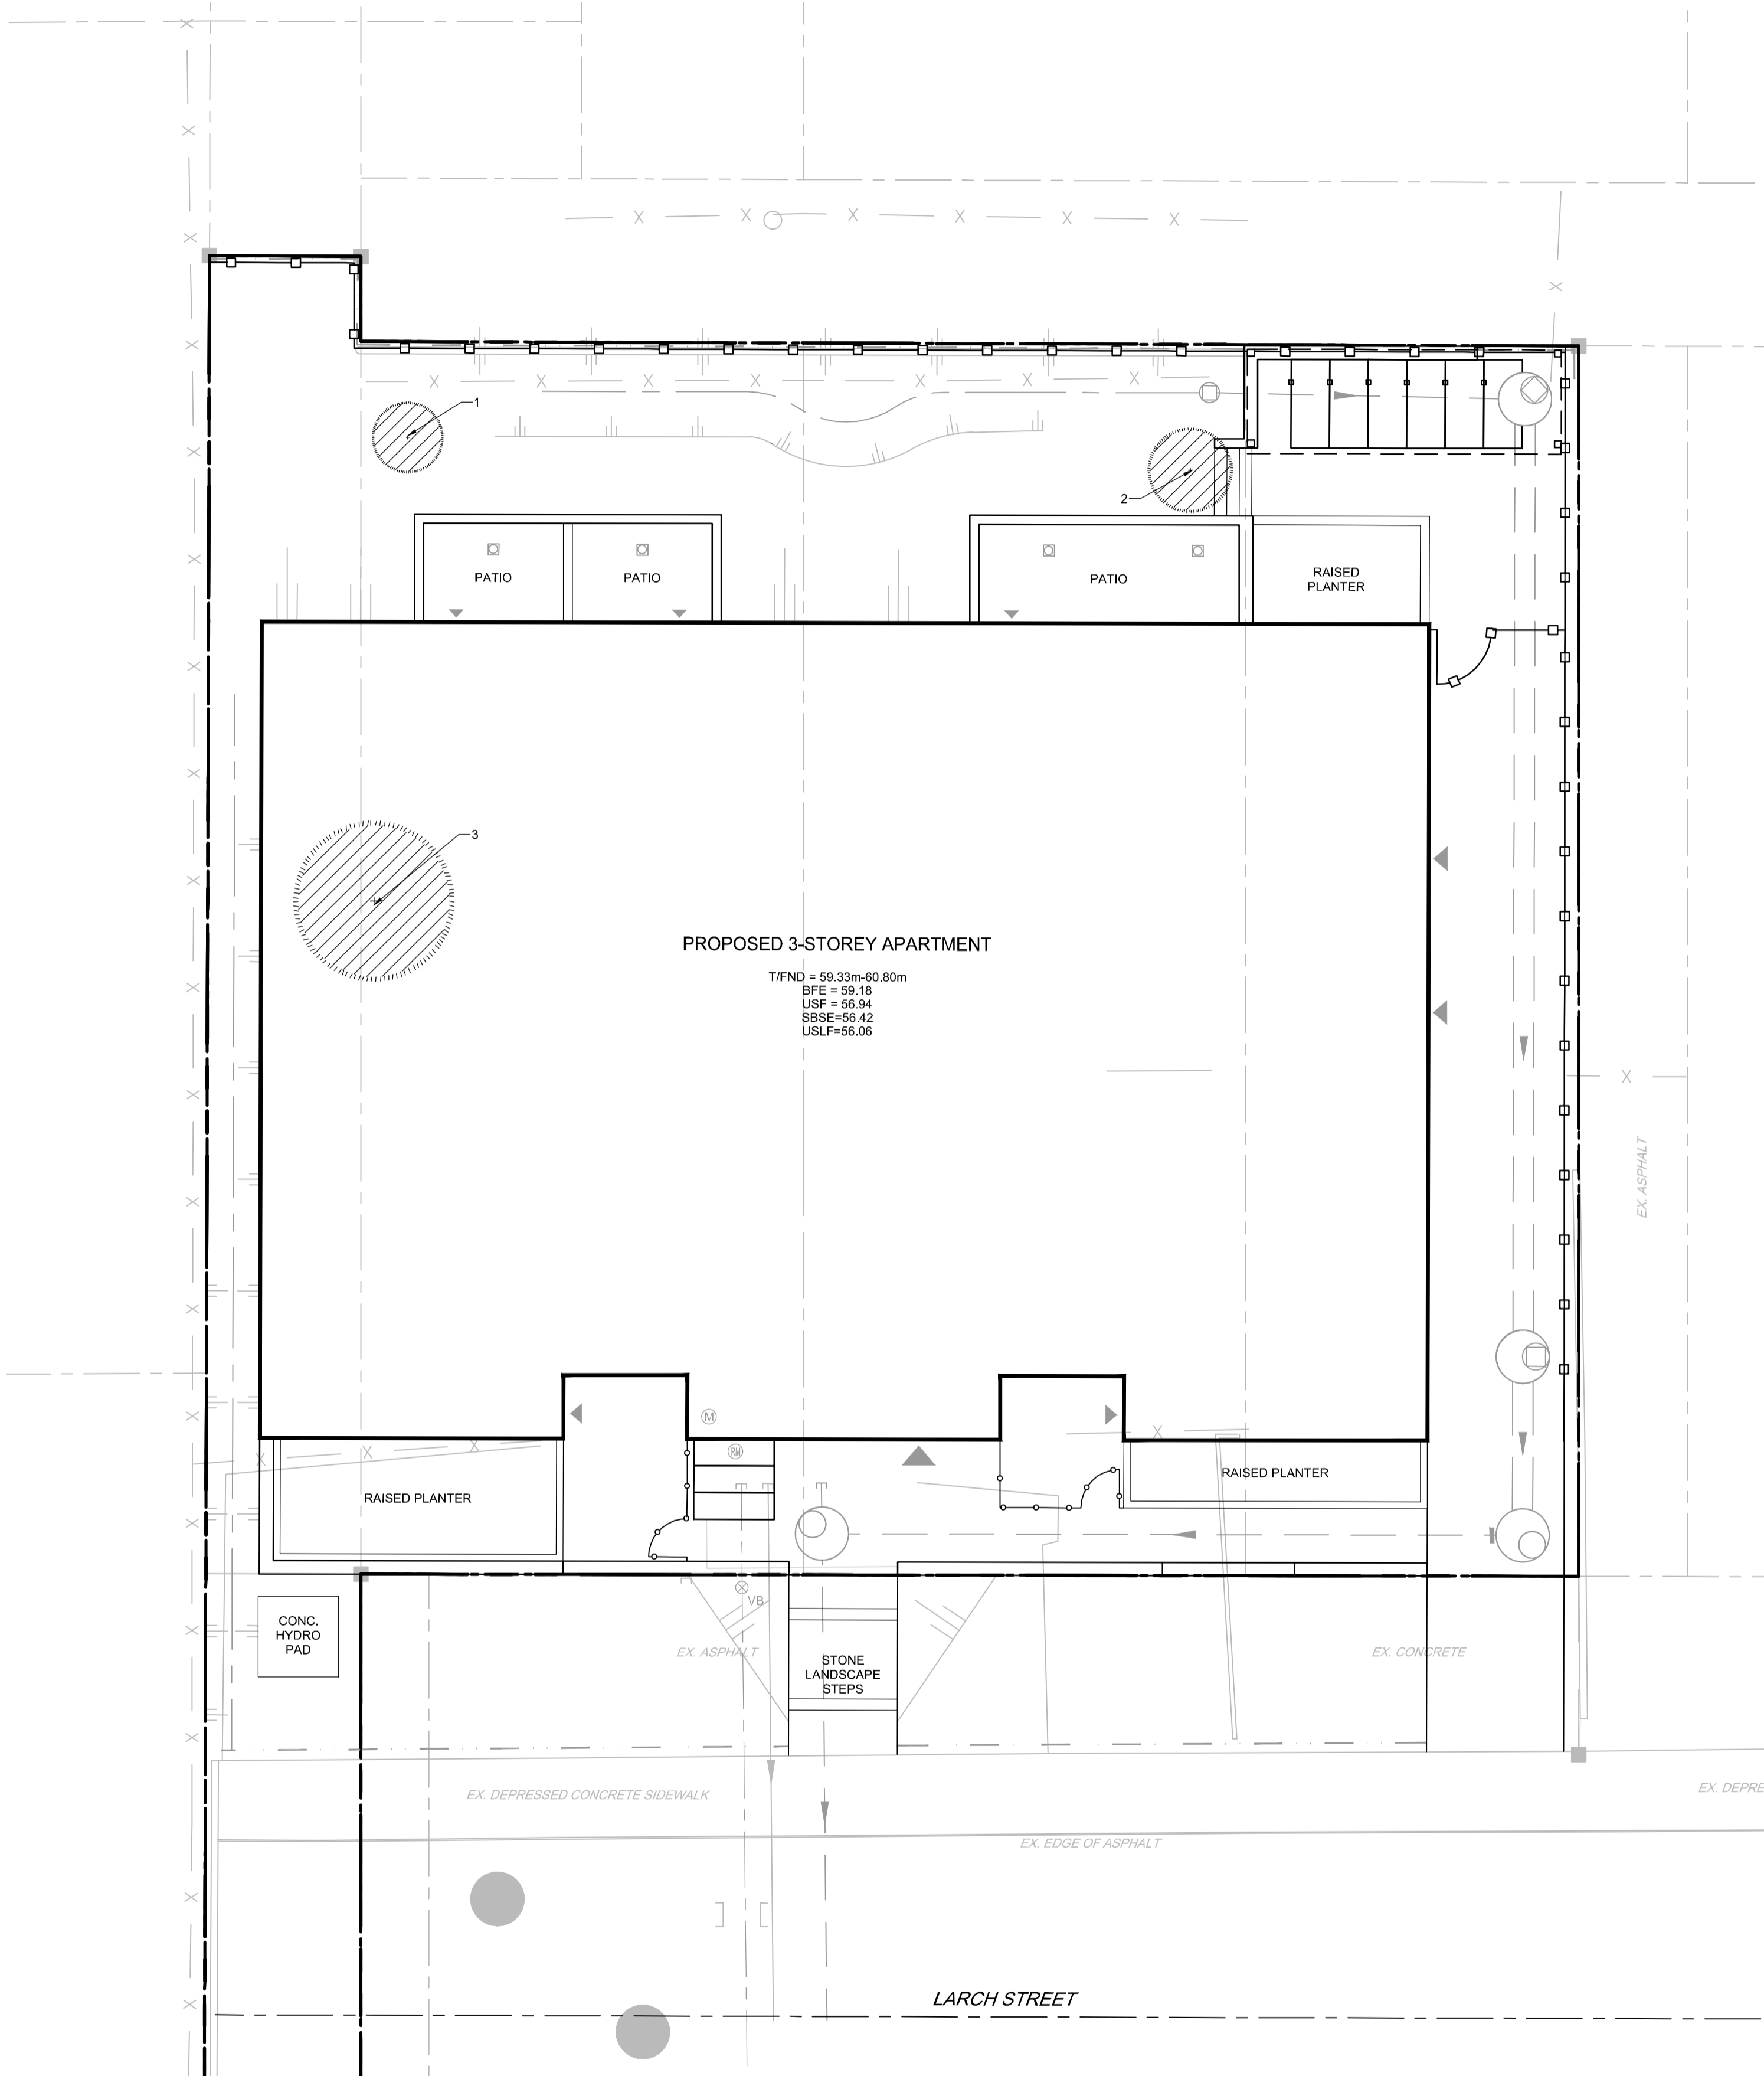 1
2
PATIO
PATIO
PATIO
RAISED
PLANTER
3
PROPOSED 3-STOREY APARTMENT
T/FND = 59.33m-60.80m
BFE = 59.18
USF = 56.94
SBSE=56.42
USLF=56.06
EX. ASPHALT
M
RM
RAISED PLANTER
RAISED PLANTER
VB
CONC.
HYDRO
PAD
EX. ASPHALT
STONE
LANDSCAPE
STEPS
EX. CONCRETE
EX. DEPRESSED CONCRETE SIDEWALK
EX. DEPRE
EX. EDGE OF ASPHALT
LARCH STREET